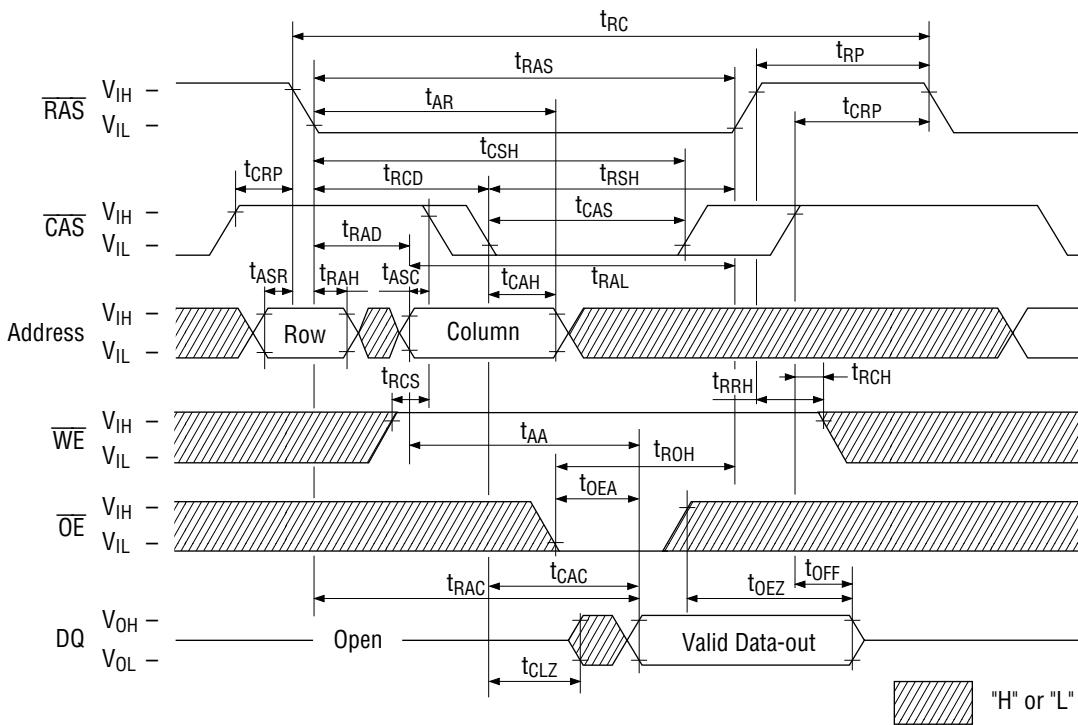 tRC
tRP
tRAS
RAS
VIH –
VIL –
tAR
tCRP
tCSH
tCRP
tRCD
tRSH
CAS
VIH –
VIL –
tCAS
tRAD
tRAL
tASR
tRAH
tASC
tCAH
Address
VIH –
VIL –
Row
Column
tRCS
tRRH
tRCH
WE
VIH –
VIL –
tAA
tROH
tOEA
OE
VIH –
VIL –
tCAC
tOFF
tRAC
tOEZ
DQ
VOH –
VOL –
Open
Valid Data-out
tCLZ
"H" or "L"